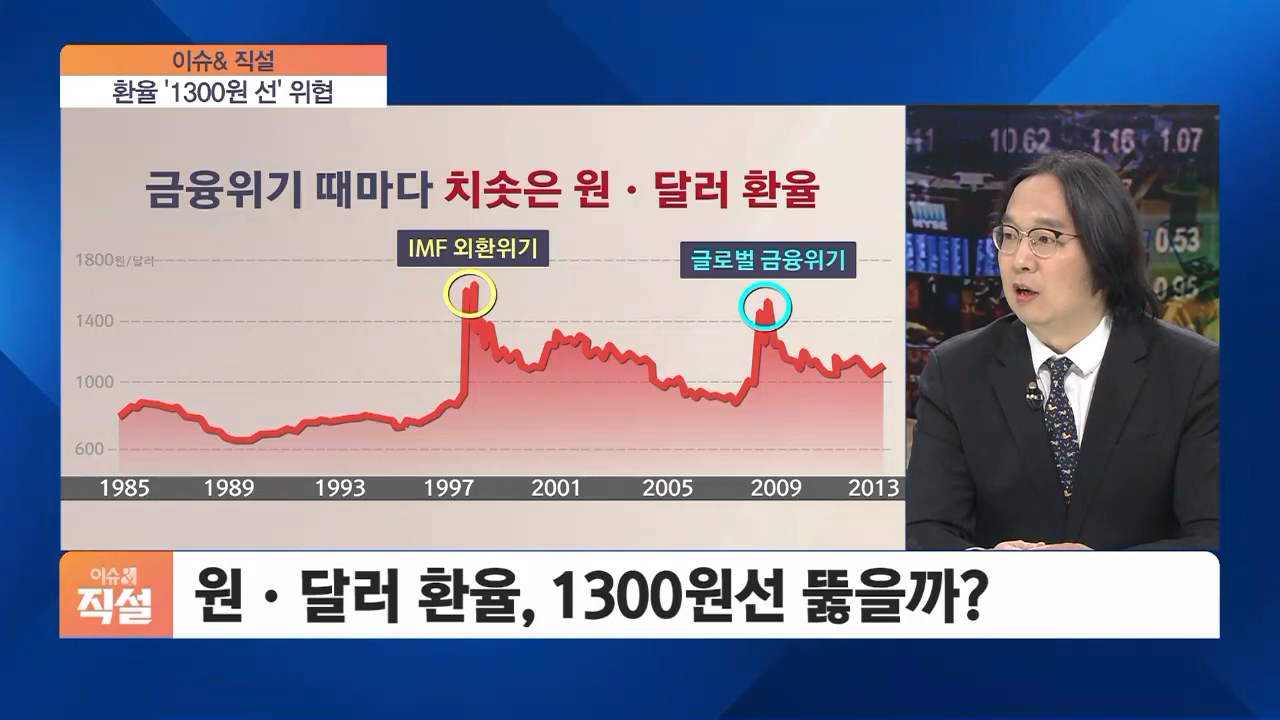 이슈& 직설
환율 '1300원 선' 위협
금융위기 때마다 치솟은 원 · 달러 환율
IMF 외환위기
글로벌 금융위기
1800원/달러
1400
1000
600
1985 1989 1993 1997 2001 2005 2009 2013
10.62 1.16 1.07
0.53
0.95
이슈&
직설
원 · 달러 환율, 1300원선 뚫을까?